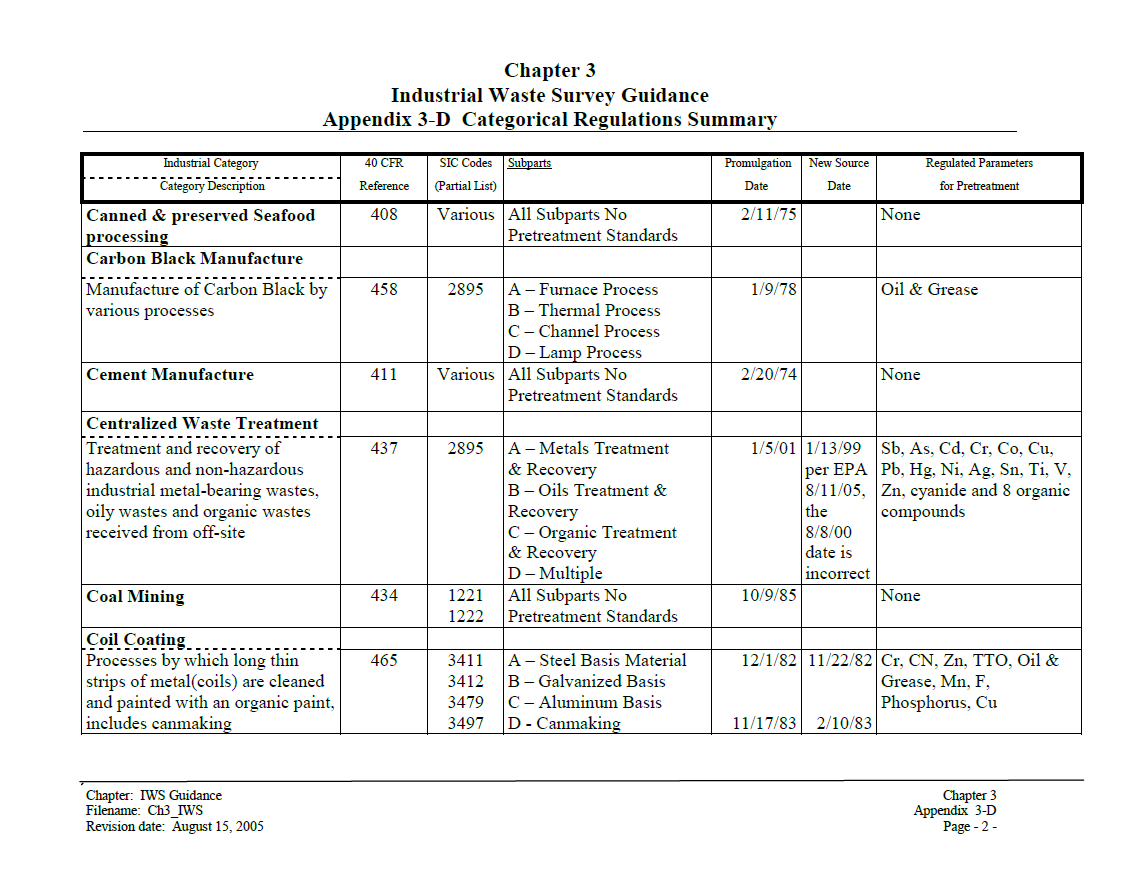 Chapter 3
Industrial Waste Survey Guidance
Appendix 3-D Categorical Regulations Summary
Industrial Category 40 CFR SIC Codes Subparts Promulgation New Source Regulated Parameters
Category Description Reference (Partial List) Date Date for Pretreatment
Canned & preserved Seafood 408 Various All Subparts No 2/11/75 None
processing Pretreatment Standards
Carbon Black Manufacture
Manufacture of Carbon Black by 458 2895 A – Furnace Process 1/9/78 Oil & Grease
various processes B – Thermal Process
C – Channel Process
D – Lamp Process
Cement Manufacture 411 Various All Subparts No 2/20/74 None
Pretreatment Standards
Centralized Waste Treatment
Treatment and recovery of 437 2895 A – Metals Treatment 1/5/01 1/13/99 Sb, As, Cd, Cr, Co, Cu,
hazardous and non-hazardous & Recovery per EPA Pb, Hg, Ni, Ag, Sn, Ti, V,
industrial metal-bearing wastes, B – Oils Treatment & 8/11/05, Zn, cyanide and 8 organic
oily wastes and organic wastes Recovery the compounds
received from off-site C – Organic Treatment 8/8/00
& Recovery date is
D – Multiple incorrect
Coal Mining 434 1221 All Subparts No 10/9/85 None
1222 Pretreatment Standards
Coil Coating
Processes by which long thin 465 3411 A – Steel Basis Material 12/1/82 11/22/82 Cr, CN, Zn, TTO, Oil &
strips of metal(coils) are cleaned 3412 B – Galvanized Basis Grease, Mn, F,
and painted with an organic paint, 3479 C – Aluminum Basis Phosphorus, Cu
includes canmaking 3497 D - Canmaking 11/17/83 2/10/83
Chapter: IWS Guidance Chapter 3
Filename: Ch3_IWS Appendix 3-D
Revision date: August 15, 2005 Page - 2 -